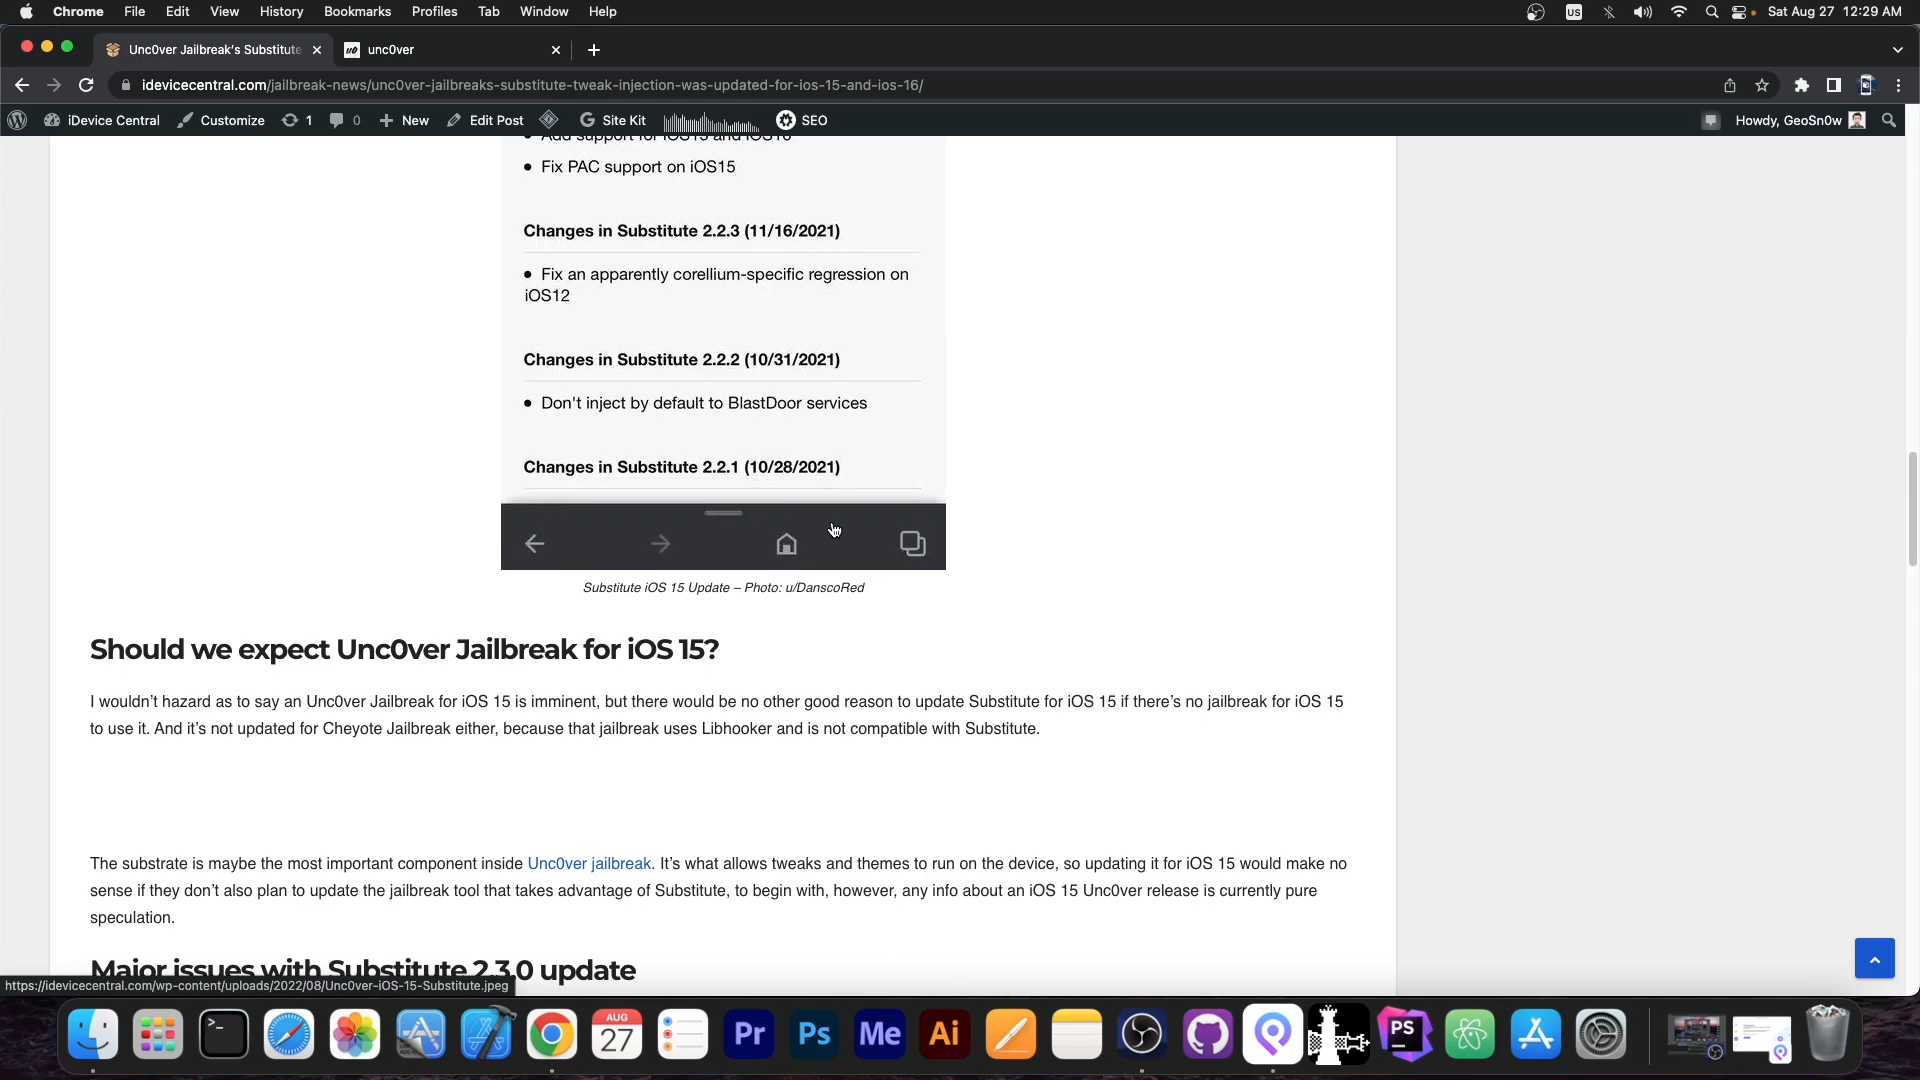 Chrome File Edit View History Bookmarks Profiles Tab Window Help US Sat Aug 27 12:29 AM
Unc0ver Jailbreak's Substitute unc0ver
idevicecentral.com/jailbreak-news/unc0ver-jailbreaks-substitute-tweak-injection-was-updated-for-ios-15-and-ios-16/
iDevice Central Customize 1 0 New Edit Post Site Kit SEO Howdy, GeoSn0w
• Add support for iOS15 and iOS16
• Fix PAC support on iOS15
Changes in Substitute 2.2.3 (11/16/2021)
• Fix an apparently corellium-specific regression on
iOS12
Changes in Substitute 2.2.2 (10/31/2021)
• Don't inject by default to BlastDoor services
Changes in Substitute 2.2.1 (10/28/2021)
Substitute iOS 15 Update – Photo: u/DanscoRed
Should we expect Unc0ver Jailbreak for iOS 15?
I wouldn't hazard as to say an Unc0ver Jailbreak for iOS 15 is imminent, but there would be no other good reason to update Substitute for iOS 15 if there's no jailbreak for iOS 15
to use it. And it's not updated for Cheyote Jailbreak either, because that jailbreak uses Libhooker and is not compatible with Substitute.
The substrate is maybe the most important component inside Unc0ver jailbreak. It's what allows tweaks and themes to run on the device, so updating it for iOS 15 would make no
sense if they don't also plan to update the jailbreak tool that takes advantage of Substitute, to begin with, however, any info about an iOS 15 Unc0ver release is currently pure
speculation.
Major issues with Substitute 2.3.0 update
https://idevicecentral.com/wp-content/uploads/2022/08/Unc0ver-iOS-15-Substitute.jpeg
AUG
27
Pr Ps Me Ai PS